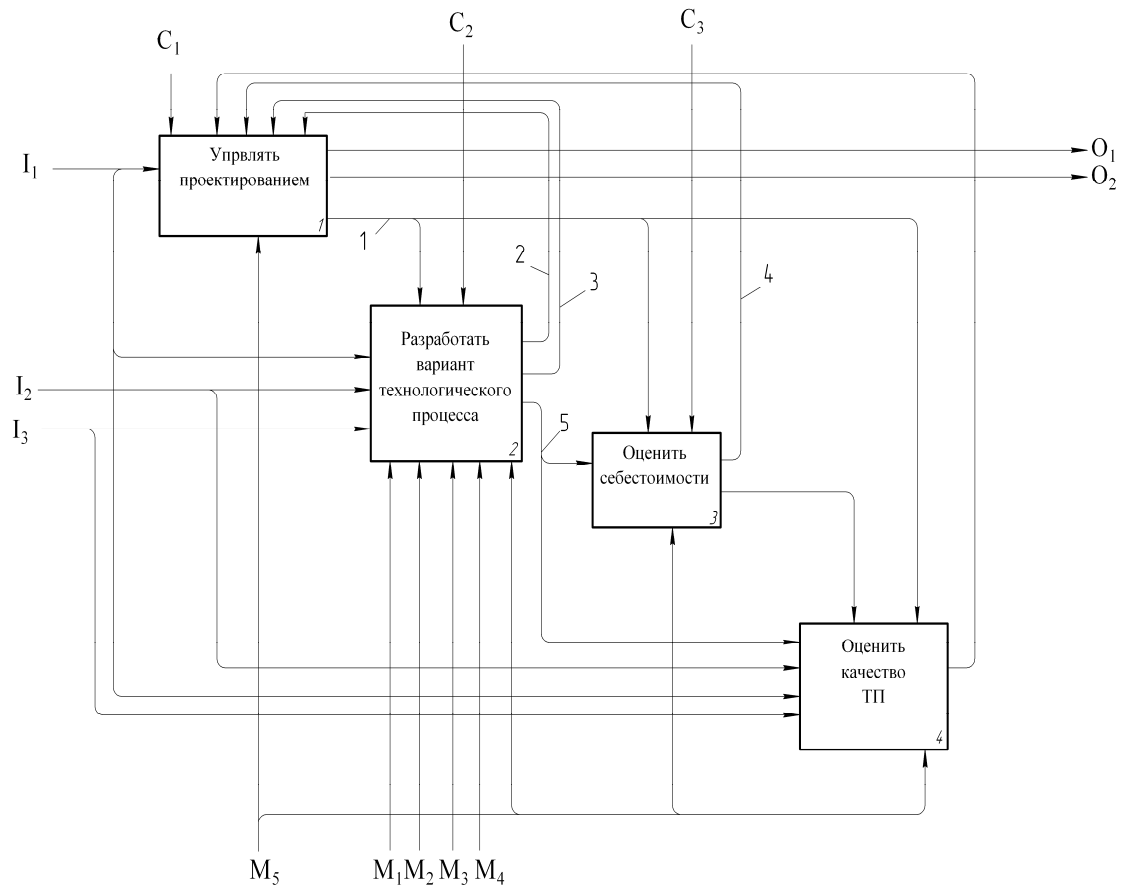 C1
C2
C3
I1
Упрвлять
проектированием
1
O1
O2
1
2
3
4
I2
I3
Разработать
вариант
технологического
процесса
2
5
Оценить
себестоимости
3
Оценить
качество
ТП
4
M5
M1 M2 M3 M4